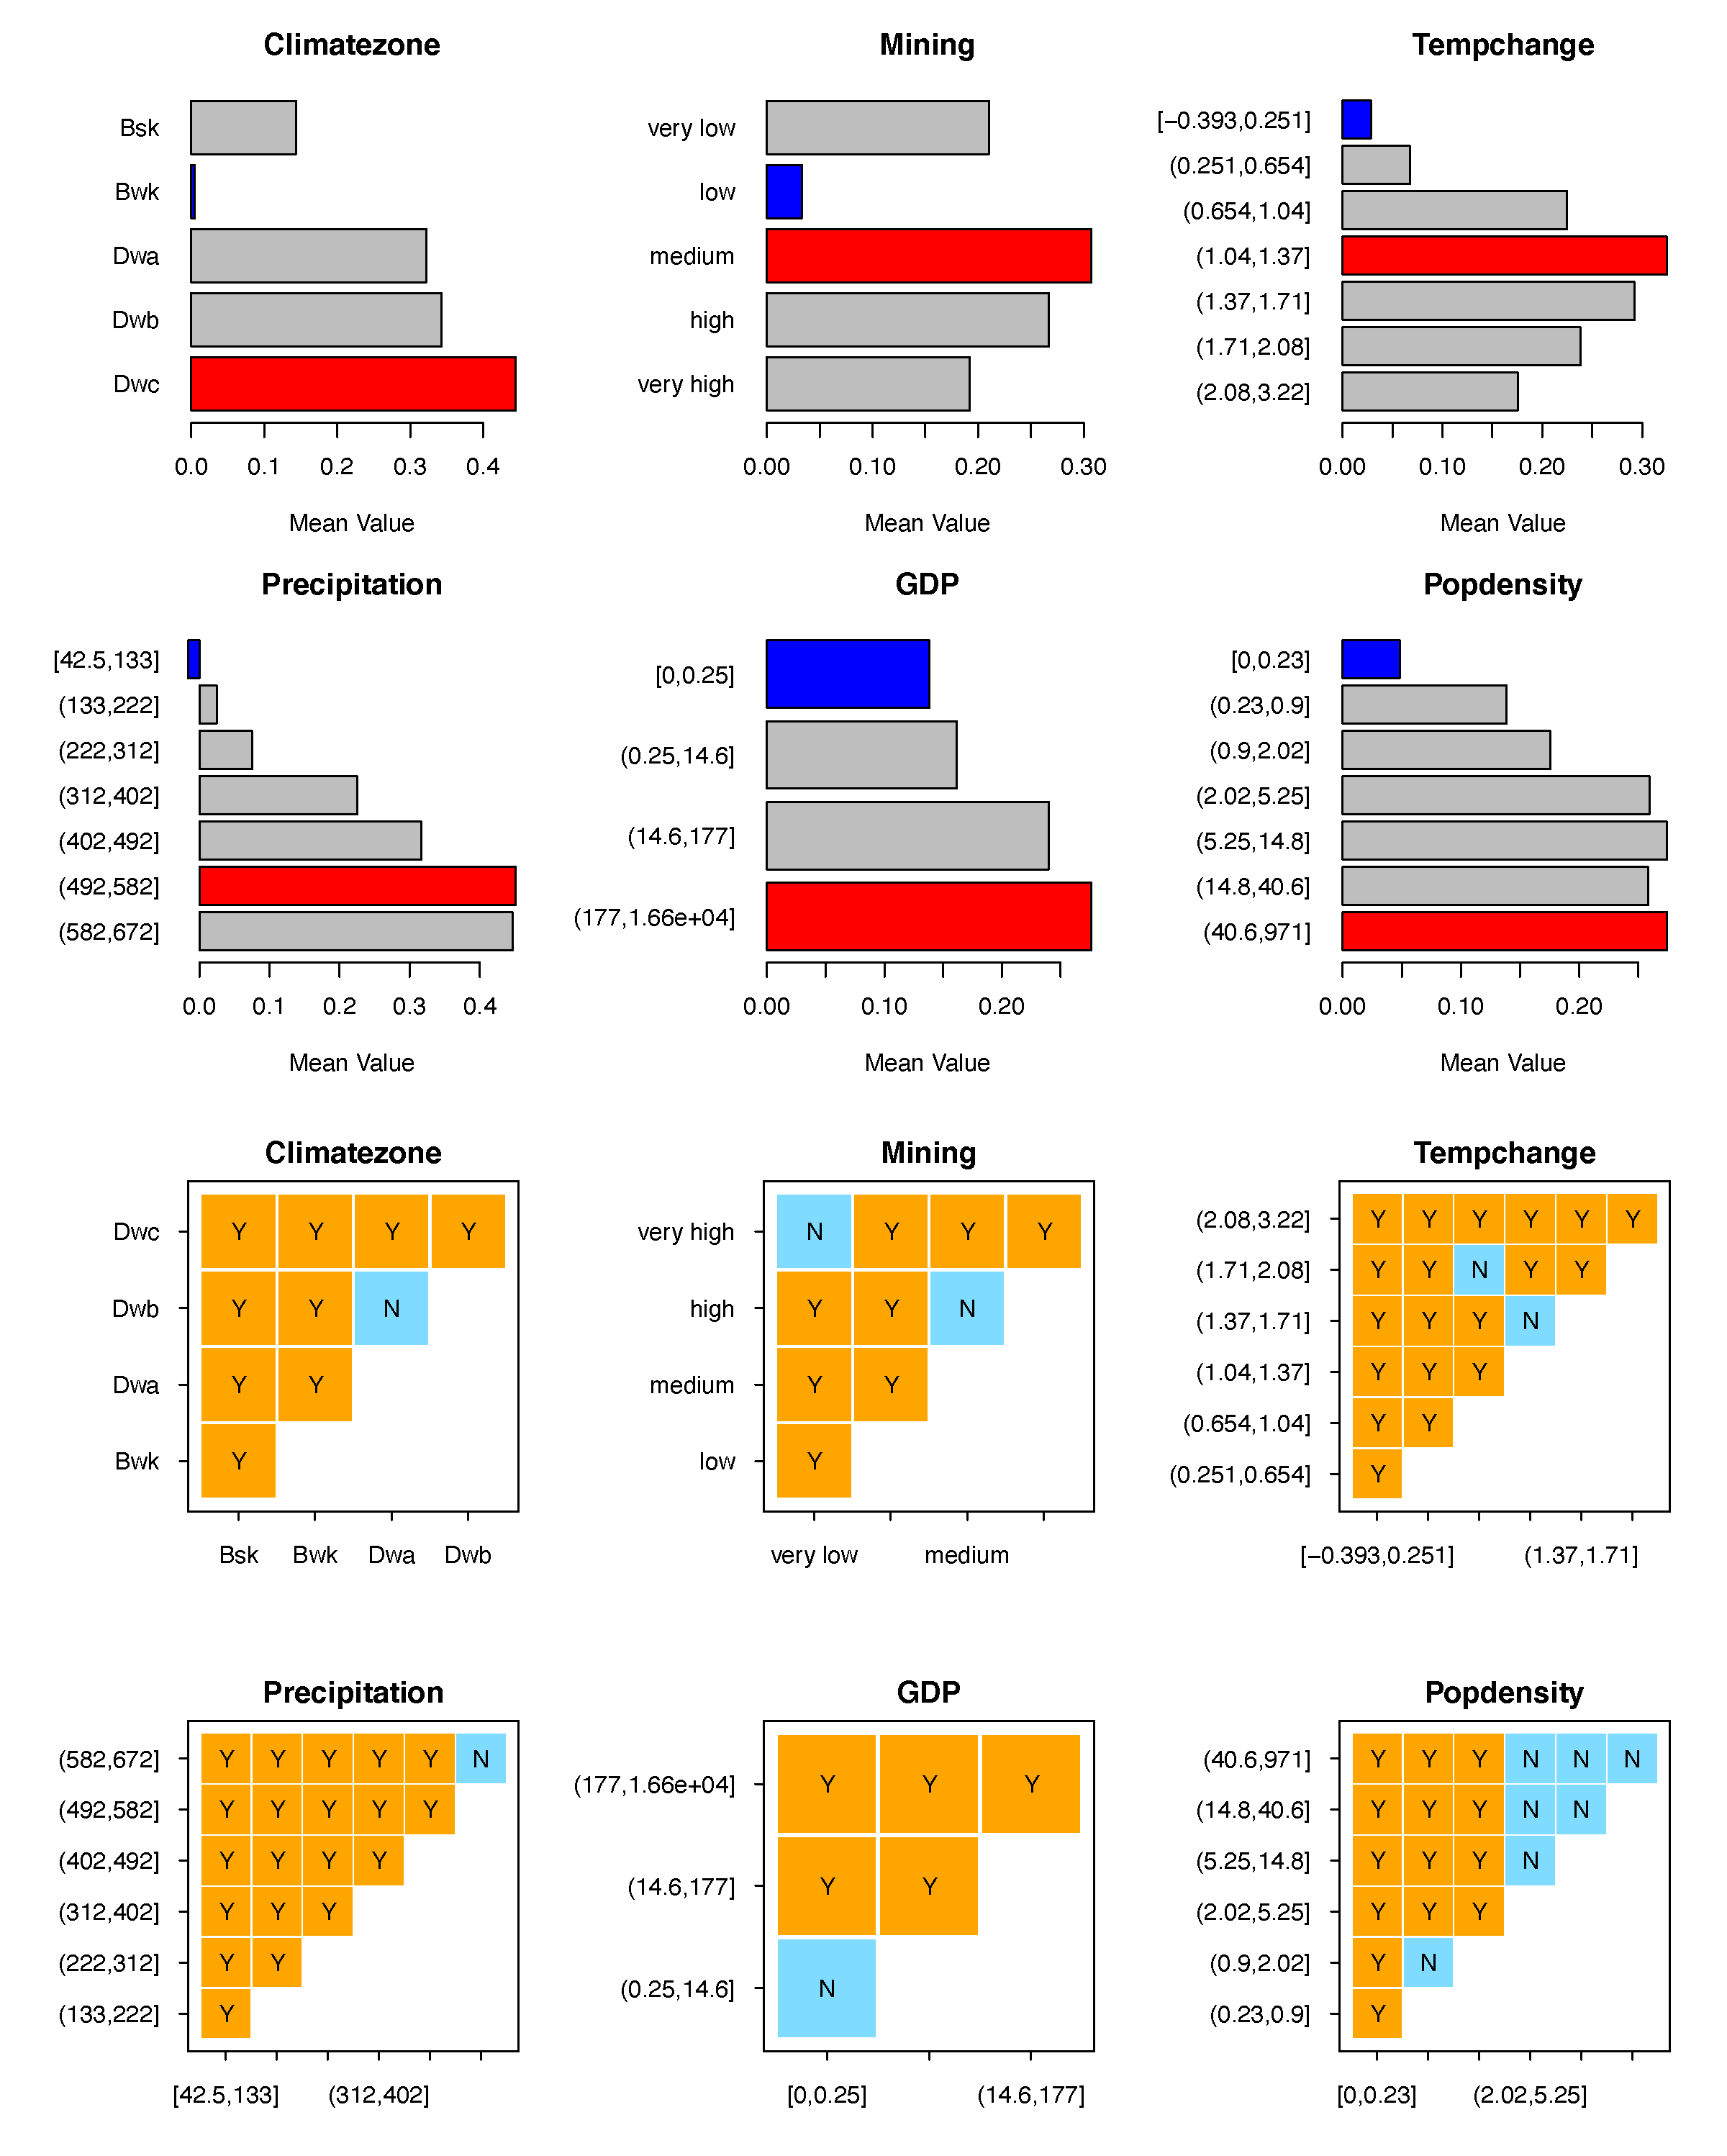 Climatezone
Bsk
Bwk
Dwa
Dwb
Dwc
0.0 0.1 0.2 0.3 0.4
Mean Value
Mining
very low
low
medium
high
very high
0.00 0.10 0.20 0.30
Mean Value
Tempchange
[−0.393,0.251]
(0.251,0.654]
(0.654,1.04]
(1.04,1.37]
(1.37,1.71]
(1.71,2.08]
(2.08,3.22]
0.00 0.10 0.20 0.30
Mean Value
Precipitation
[42.5,133]
(133,222]
(222,312]
(312,402]
(402,492]
(492,582]
(582,672]
0.0 0.1 0.2 0.3 0.4
Mean Value
GDP
[0,0.25]
(0.25,14.6]
(14.6,177]
(177,1.66e+04]
0.00 0.10 0.20
Mean Value
Popdensity
[0,0.23]
(0.23,0.9]
(0.9,2.02]
(2.02,5.25]
(5.25,14.8]
(14.8,40.6]
(40.6,971]
0.00 0.10 0.20
Mean Value
Climatezone
Dwc Y Y Y Y
Dwb Y Y N
Dwa Y Y
Bwk Y
Bsk Bwk Dwa Dwb
Mining
very high N Y Y Y
high Y Y N
medium Y Y
low Y
very low medium
Tempchange
(2.08,3.22] Y Y Y Y Y Y
(1.71,2.08] Y Y N Y Y
(1.37,1.71] Y Y Y N
(1.04,1.37] Y Y Y
(0.654,1.04] Y Y
(0.251,0.654] Y
[−0.393,0.251] (1.37,1.71]
Precipitation
(582,672] Y Y Y Y Y N
(492,582] Y Y Y Y Y
(402,492] Y Y Y Y
(312,402] Y Y Y
(222,312] Y Y
(133,222] Y
[42.5,133] (312,402]
GDP
(177,1.66e+04] Y Y Y
(14.6,177] Y Y
(0.25,14.6] N
[0,0.25] (14.6,177]
Popdensity
(40.6,971] Y Y Y N N N
(14.8,40.6] Y Y Y N N
(5.25,14.8] Y Y Y N
(2.02,5.25] Y Y Y
(0.9,2.02] Y N
(0.23,0.9] Y
[0,0.23] (2.02,5.25]